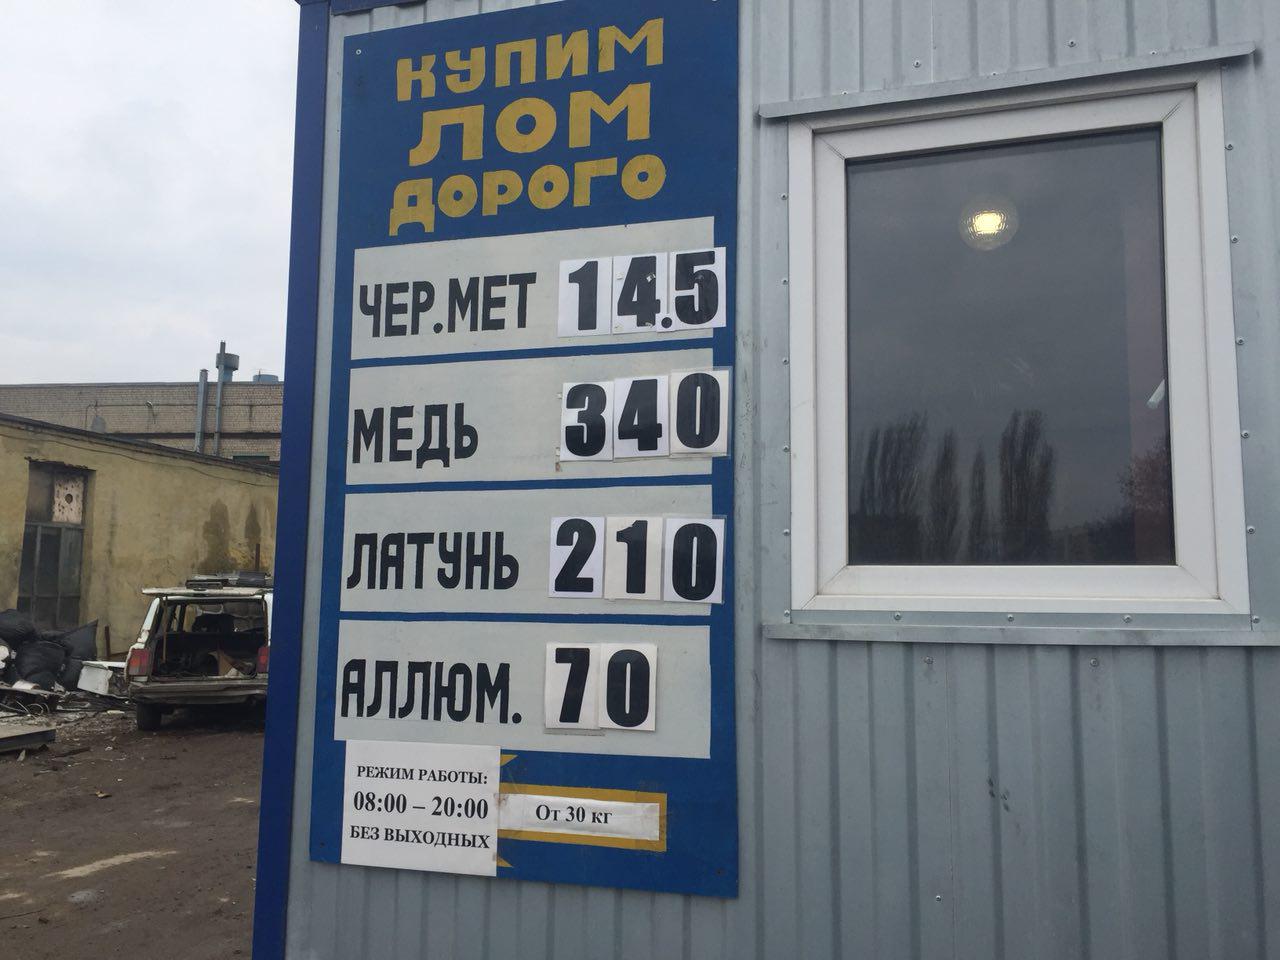 КУПИМ
ЛОМ
ДОРОГО
ЧЕР.МЕТ 14.5
МЕДЬ 340
ЛАТУНЬ 210
АЛЛЮМ. 70
РЕЖИМ РАБОТЫ:
08:00 – 20:00
БЕЗ ВЫХОДНЫХ
От 30 кг